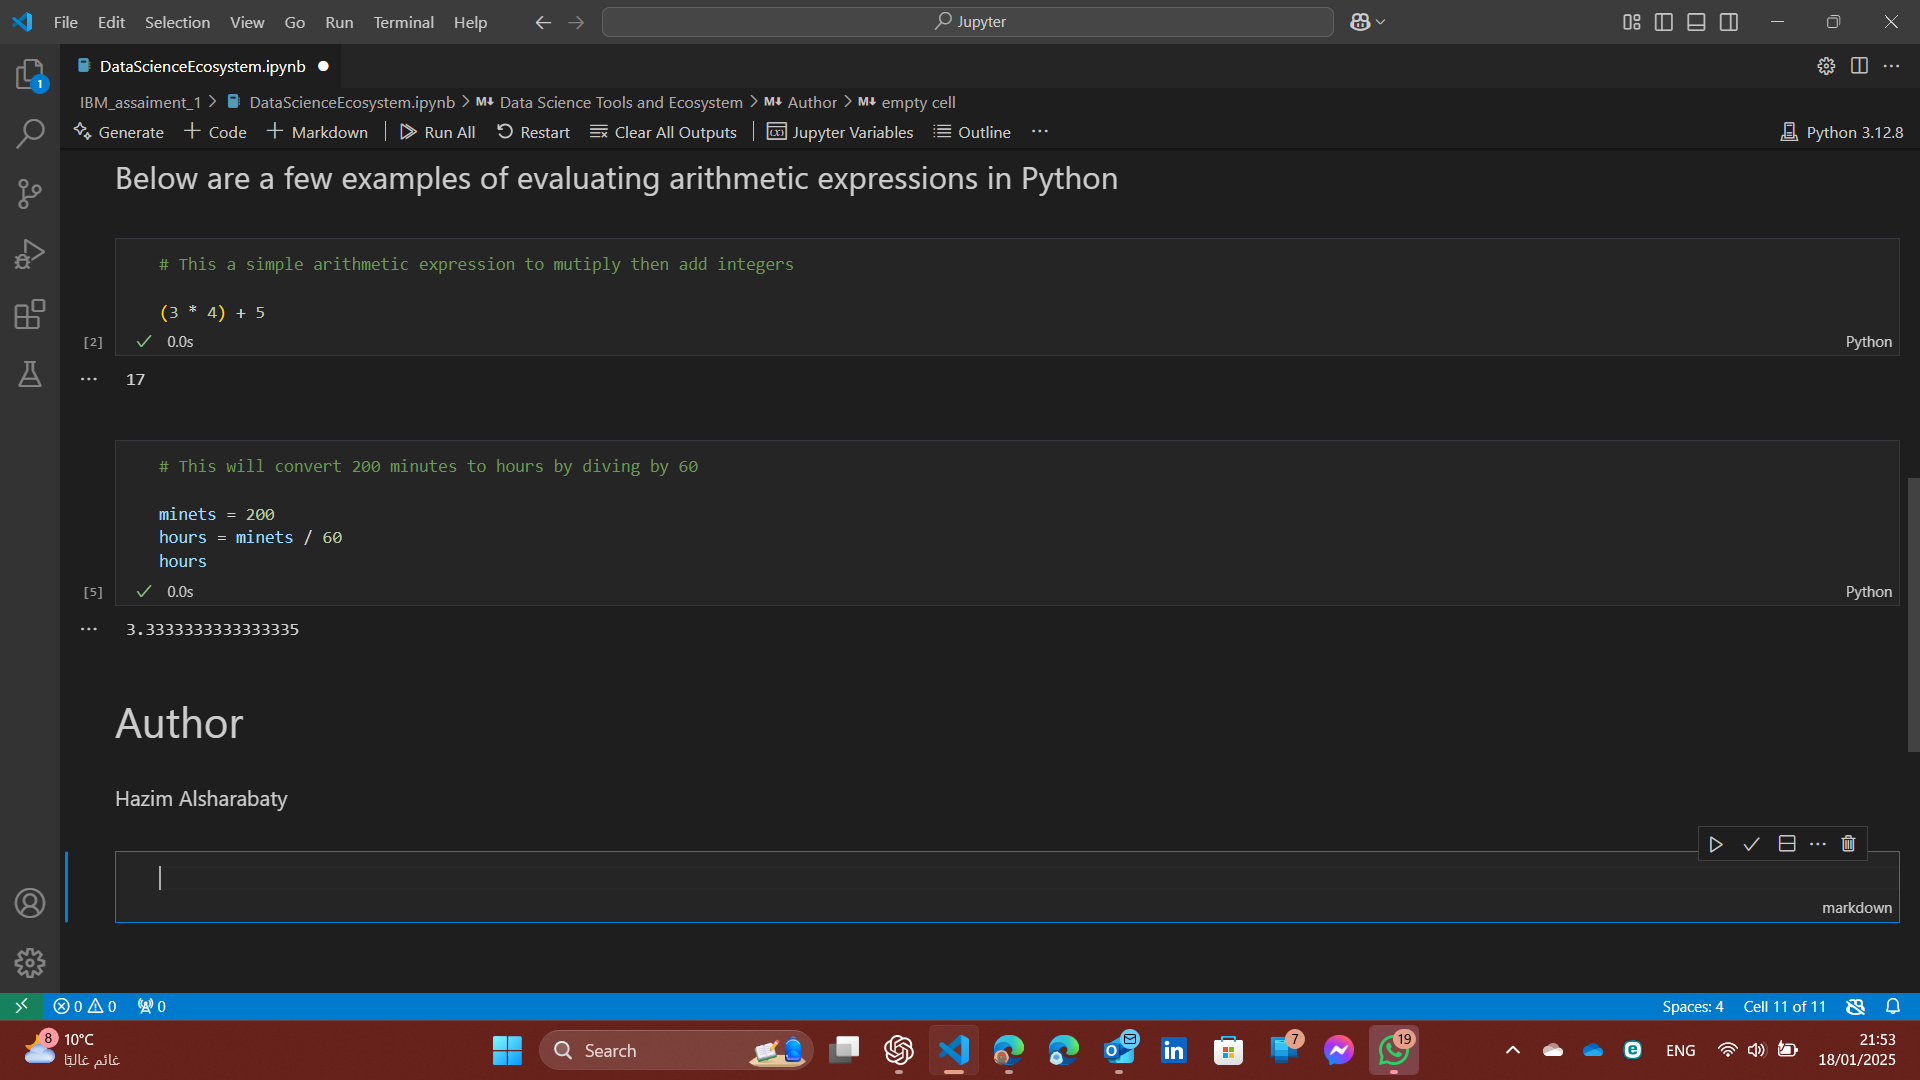 File Edit Selection View Go Run Terminal Help
Jupyter
DataScienceEcosystem.ipynb
1
IBM_assaiment_1 > DataScienceEcosystem.ipynb > M↓ Data Science Tools and Ecosystem > M↓ Author > M↓ empty cell
Generate + Code + Markdown Run All Restart Clear All Outputs Jupyter Variables Outline ··· Python 3.12.8
Below are a few examples of evaluating arithmetic expressions in Python
# This a simple arithmetic expression to mutiply then add integers
(3 * 4) + 5
[2] 0.0s Python
··· 17
# This will convert 200 minutes to hours by diving by 60
minets = 200
hours = minets / 60
hours
[5] 0.0s Python
··· 3.3333333333333335
Author
Hazim Alsharabaty
markdown
0 0 0 Spaces: 4 Cell 11 of 11
8 10°C
غائم غالبًا
Search
7
19
ENG
21:53
18/01/2025